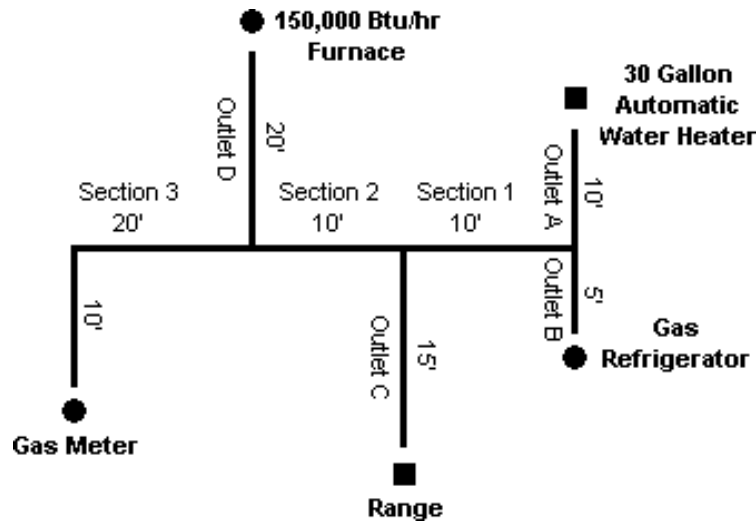 150,000 Btu/hr
Furnace
30 Gallon
Automatic
Water Heater
Outlet D
20'
Section 3
20'
Section 2
10'
Section 1
10'
Outlet A
10'
10'
Outlet C
15'
Outlet B
5'
Gas
Refrigerator
Gas Meter
Range